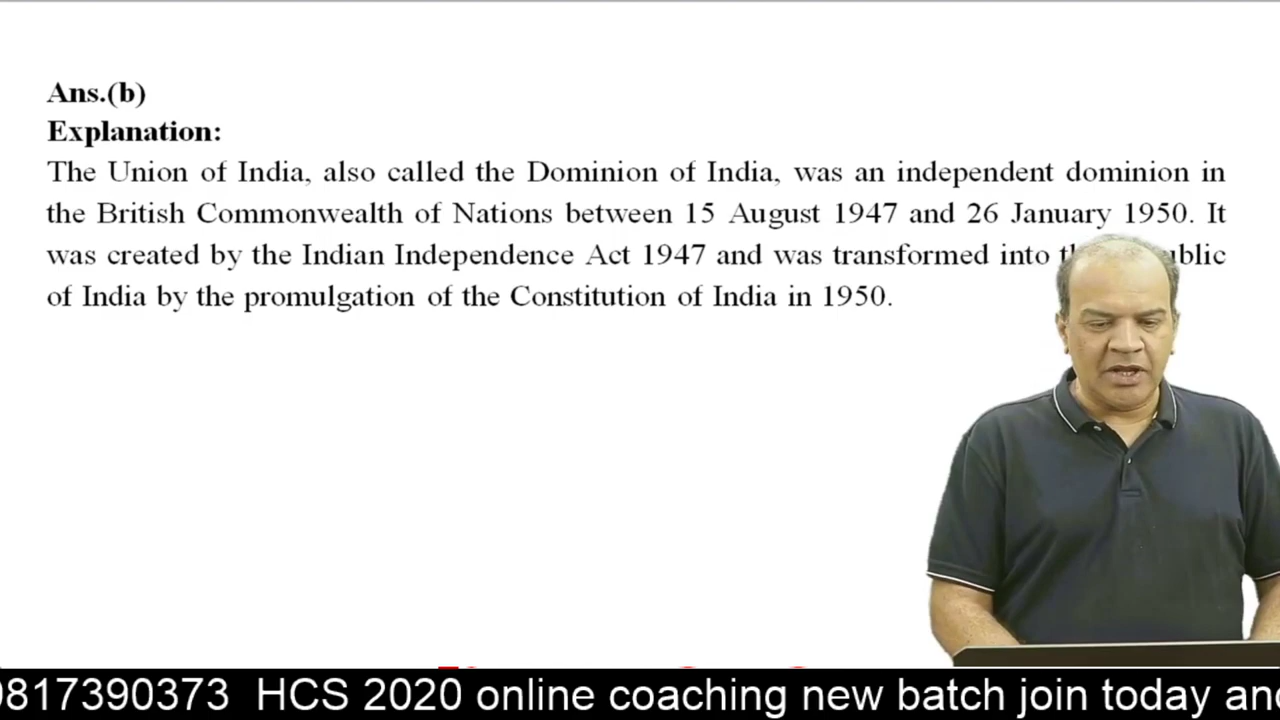 Ans.(b)
Explanation:
The Union of India, also called the Dominion of India, was an independent dominion in
the British Commonwealth of Nations between 15 August 1947 and 26 January 1950. It
was created by the Indian Independence Act 1947 and was transformed into
of India by the promulgation of the Constitution of India in 1950.
817390373 HCS 2020 online coaching new batch join today and